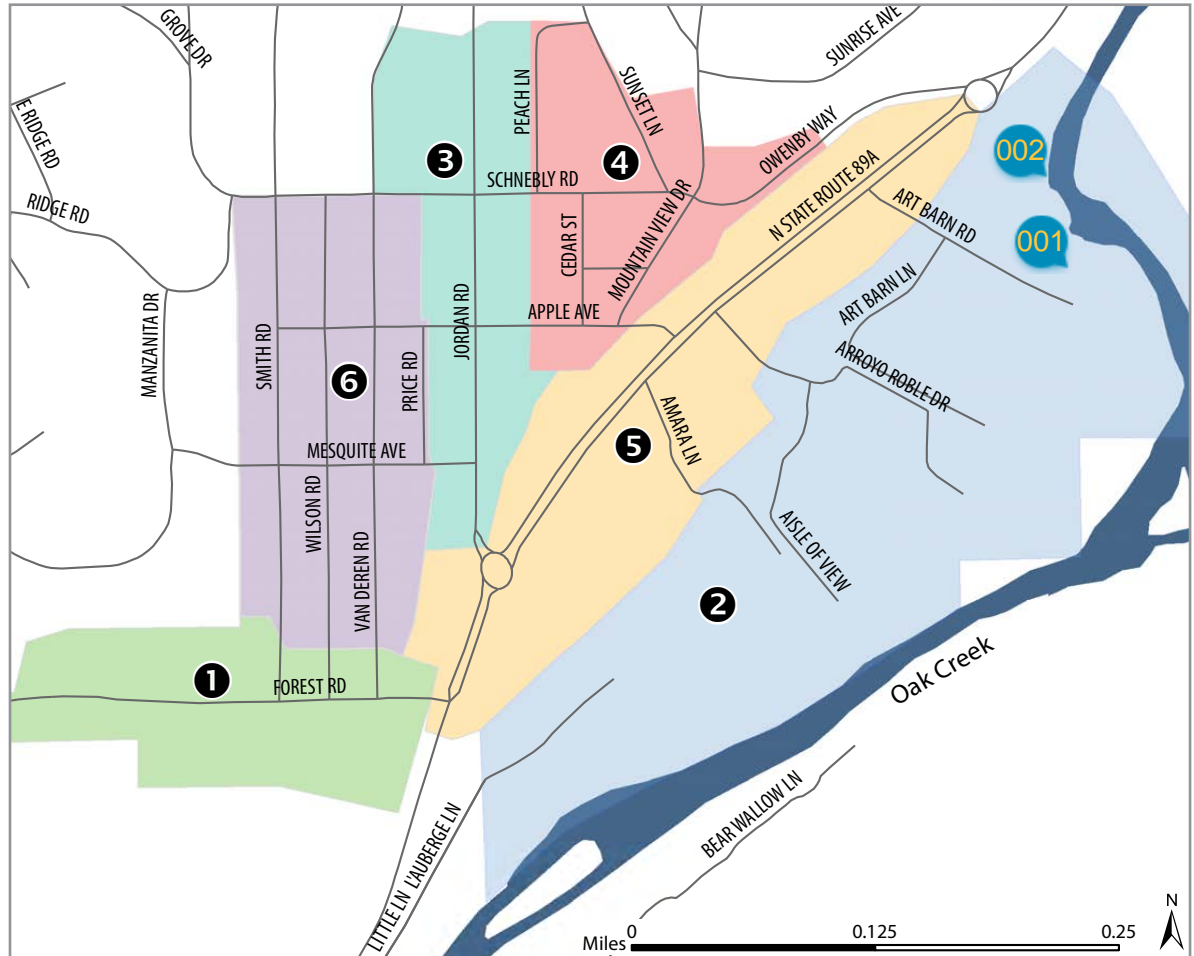 GROVE DR
SUNRISE AVE
E RIDGE RD
RIDGE RD
PEACH LN
SUNSET LN
OWENBY WAY
002
3
4
SCHNEBLY RD
N STATE ROUTE 89A
ART BARN RD
001
CEDAR ST
MOUNTAIN VIEW DR
ART BARN LN
MANZANITA DR
SMITH RD
JORDAN RD
APPLE AVE
PRICE RD
6
ARROYO ROBLE DR
AMARA LN
5
MESQUITE AVE
WILSON RD
VAN DEREN RD
AISLE OF VIEW
2
1
FOREST RD
Oak Creek
BEAR WALLOW LN
LITTLE LN
L'AUBERGE LN
N
0 0.125 0.25
Miles